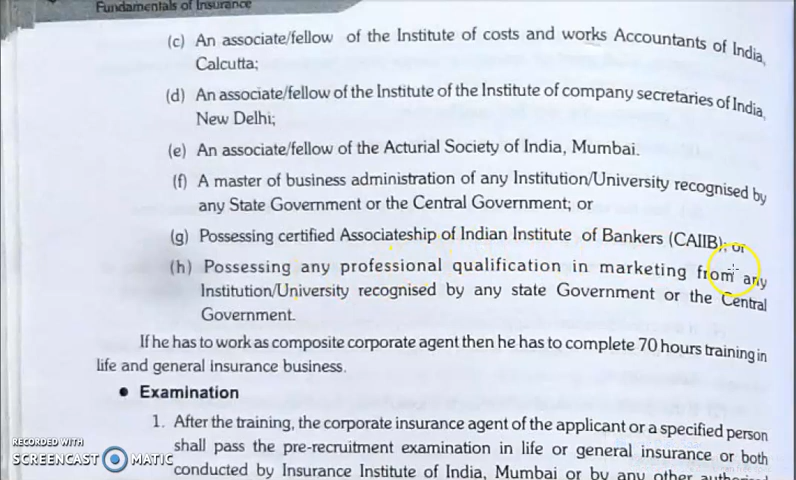 Fundamentals of Insurance
(c) An associate/fellow of the Institute of costs and works Accountants of India,
Calcutta;
(d) An associate/fellow of the Institute of the Institute of company secretaries of India,
New Delhi;
(e) An associate/fellow of the Acturial Society of India, Mumbai.
(f) A master of business administration of any Institution/University recognised by
any State Government or the Central Government; or
(g) Possessing certified Associateship of Indian Institute of Bankers (CAIIB); or
(h) Possessing any professional qualification in marketing from any
Institution/University recognised by any state Government or the Central
Government.
If he has to work as composite corporate agent then he has to complete 70 hours training in
life and general insurance business.
• Examination
1. After the training, the corporate insurance agent of the applicant or a specified person
shall pass the pre-recruitment examination in life or general insurance or both
conducted by Insurance Institute of India, Mumbai or by any other
RECORDED WITH
SCREENCAST MATIC